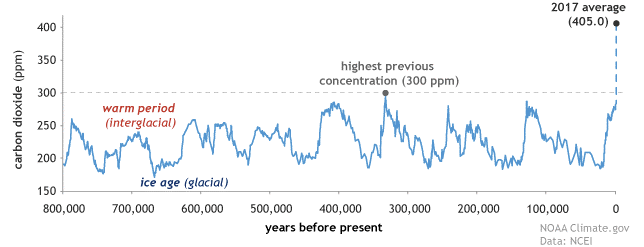 2017 average
(405.0)
400
350
300
250
200
150
carbon dioxide (ppm)
highest previous
concentration (300 ppm)
warm period
(interglacial)
ice age (glacial)
800,000 700,000 600,000 500,000 400,000 300,000 200,000 100,000 0
years before present
NOAA Climate.gov
Data: NCEI